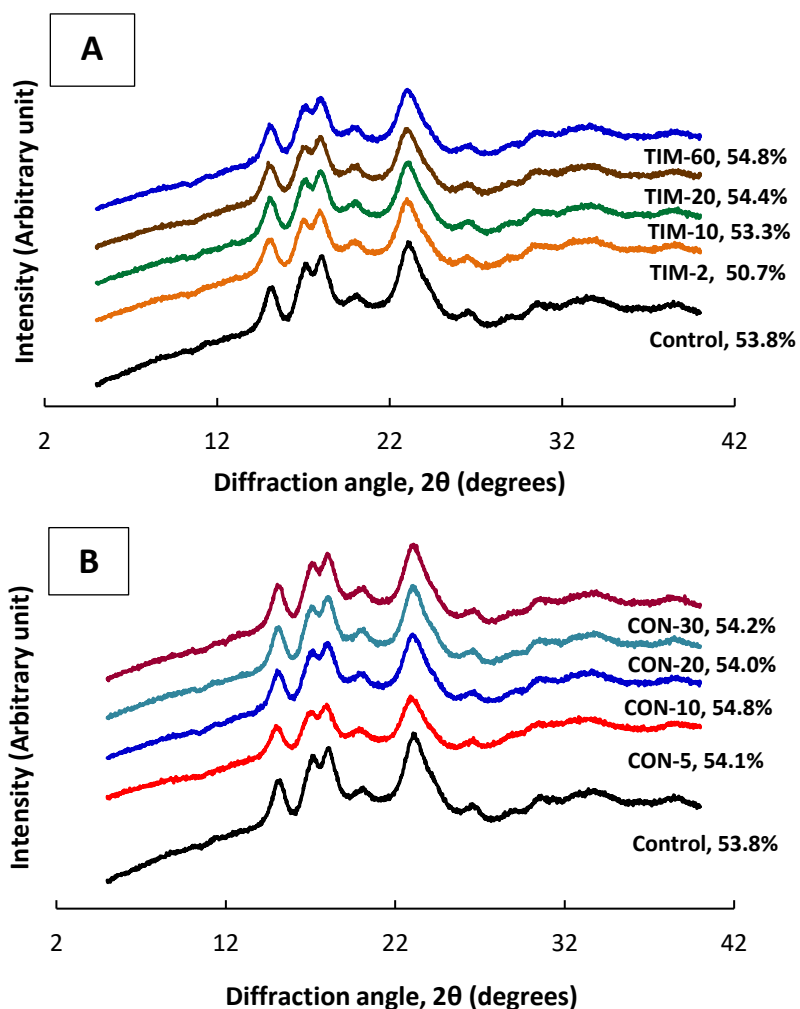 A
Intensity (Arbitrary unit)
TIM-60, 54.8%
TIM-20, 54.4%
TIM-10, 53.3%
TIM-2, 50.7%
Control, 53.8%
2 12 22 32 42
Diffraction angle, 2θ (degrees)
B
Intensity (Arbitrary unit)
CON-30, 54.2%
CON-20, 54.0%
CON-10, 54.8%
CON-5, 54.1%
Control, 53.8%
2 12 22 32 42
Diffraction angle, 2θ (degrees)